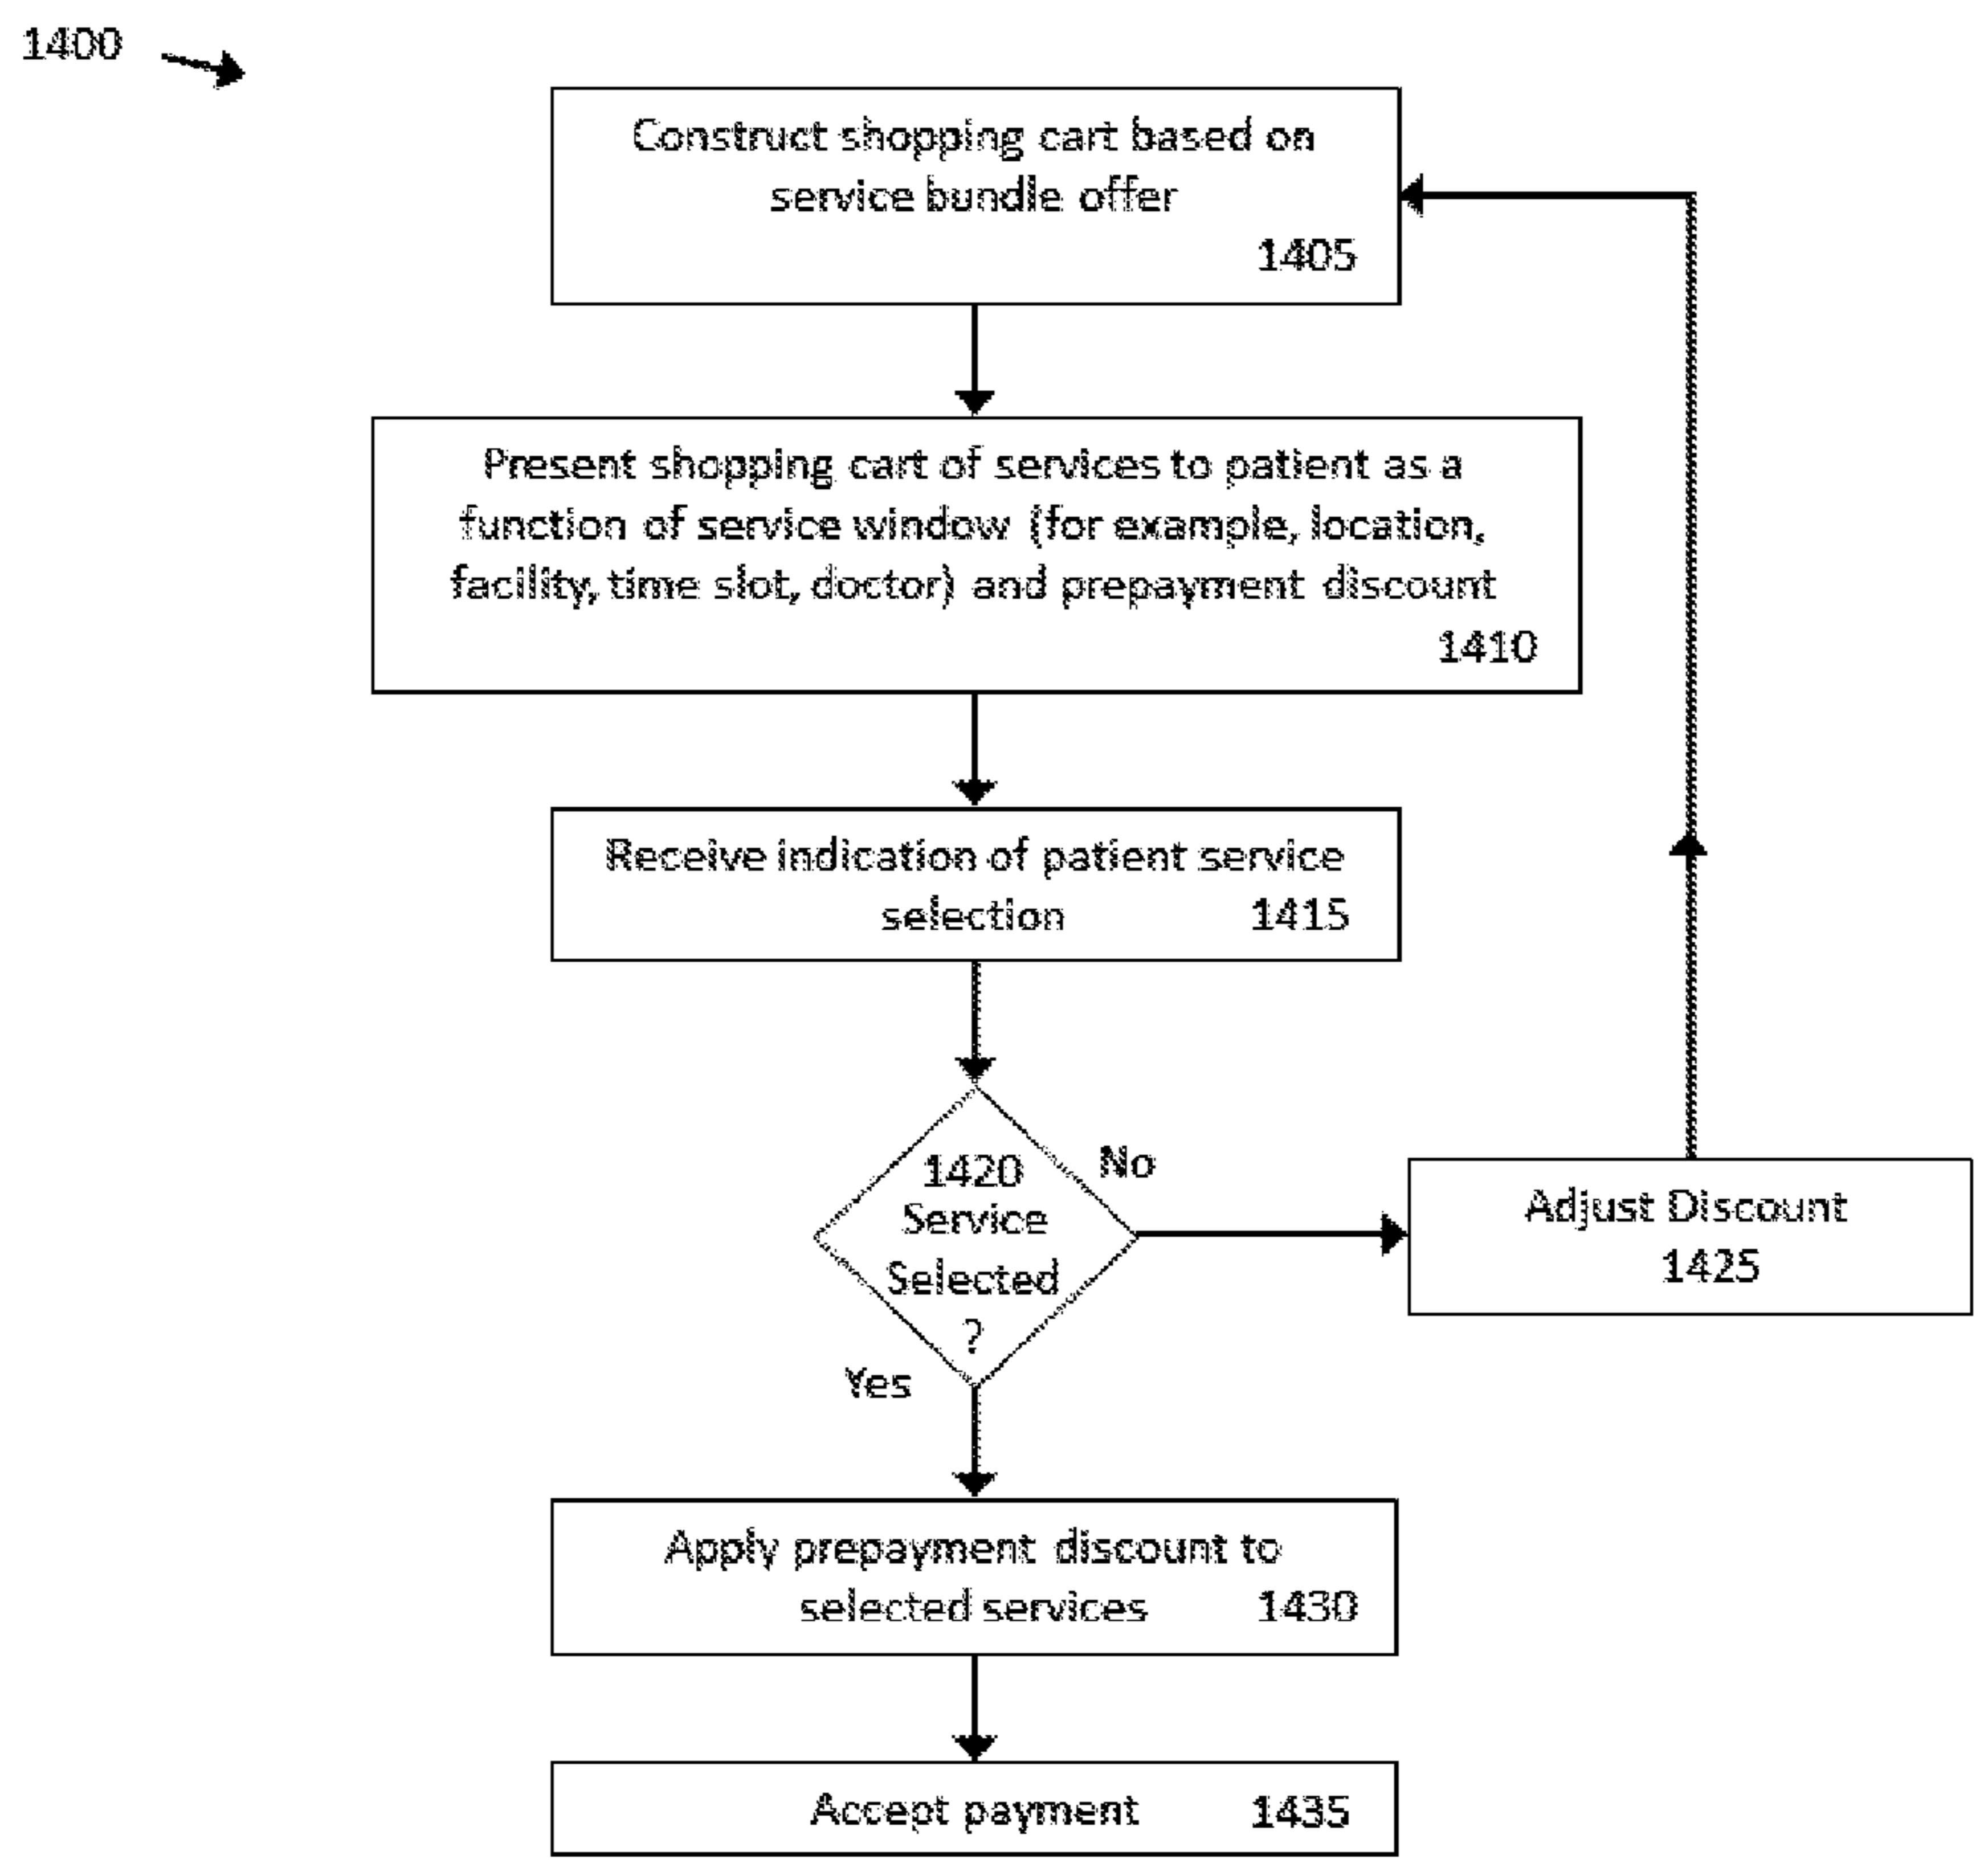 1400
Construct shopping cart based on
service bundle offer
1405
Present shopping cart of services to patient as a
function of service window (for example, location,
facility, time slot, doctor) and prepayment discount
1410
Receive indication of patient service
selection 1415
1420
Service
Selected
?
No
Adjust Discount
1425
Yes
Apply prepayment discount to
selected services 1430
Accept payment 1435